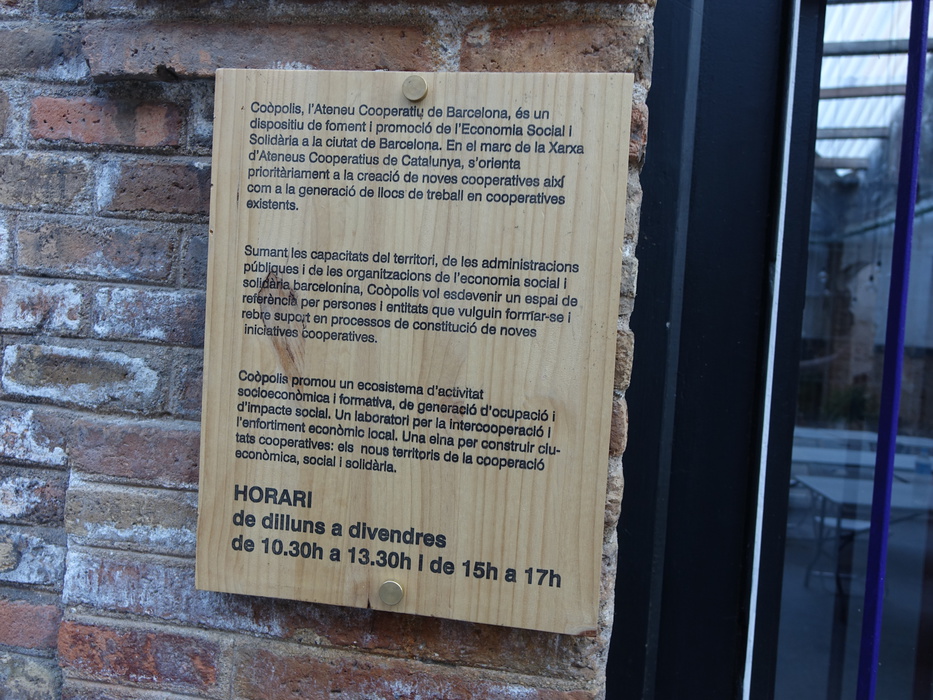 Coòpolis, l'Ateneu Cooperatiu de Barcelona, és un
dispositiu de foment i promoció de l'Economia Social i
Solidària a la ciutat de Barcelona. En el marc de la Xarxa
d'Ateneus Cooperatius de Catalunya, s'orienta
prioritàriament a la creació de noves cooperatives així
com a la generació de llocs de treball en cooperatives
existents.
Sumant les capacitats del territori, de les administracions
públiques i de les organitzacions de l'economia social i
solidària barcelonina, Coòpolis vol esdevenir un espai de
referència per persones i entitats que vulguin formar-se i
rebre suport en processos de constitució de noves
iniciatives cooperatives.
Coòpolis promou un ecosistema d'activitat
socioeconòmica i formativa, de generació d'ocupació i
d'impacte social. Un laboratori per la intercooperació i
l'enfortiment econòmic local. Una eina per construir ciu-
tats cooperatives: els nous territoris de la cooperació
econòmica, social i solidària.
HORARI
de dilluns a divendres
de 10.30h a 13.30h i de 15h a 17h